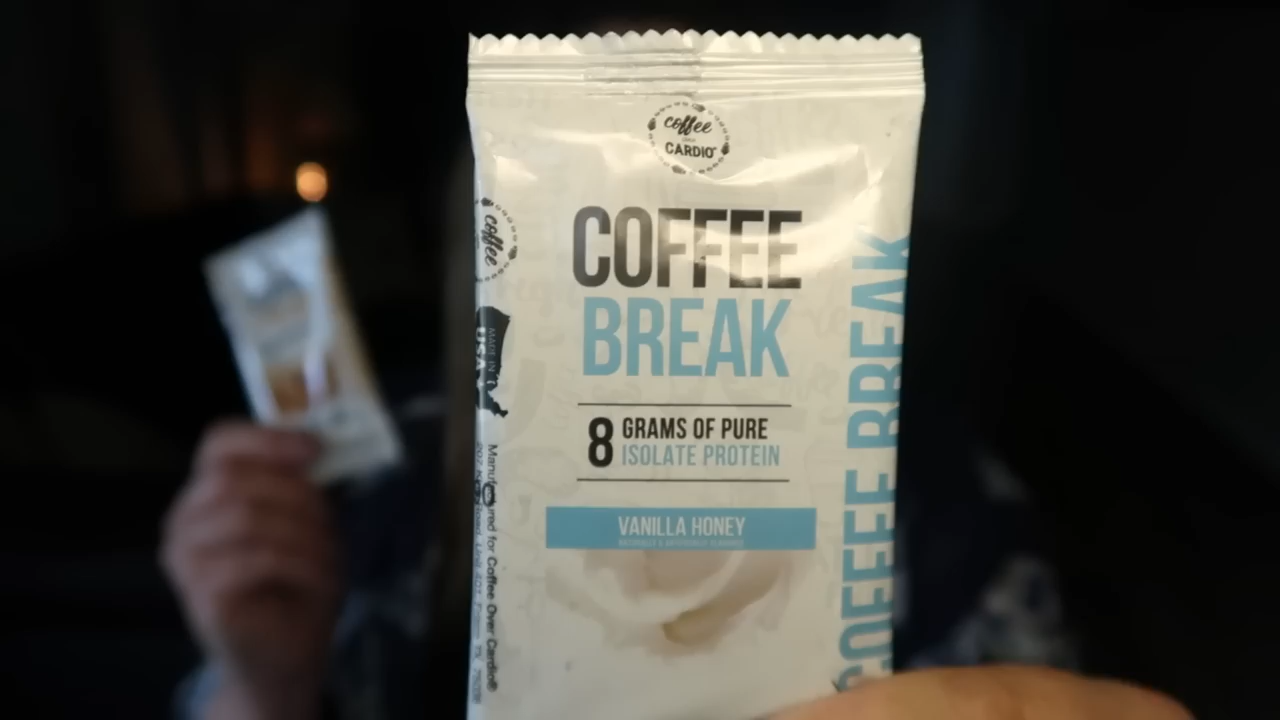 coffee
CARDIO
COFFEE
BREAK
8 GRAMS OF PURE
ISOLATE PROTEIN
VANILLA HONEY
coffee
MADE IN
USA
Manufactured for Coffee Over Cardio®
COFFEE BREAK